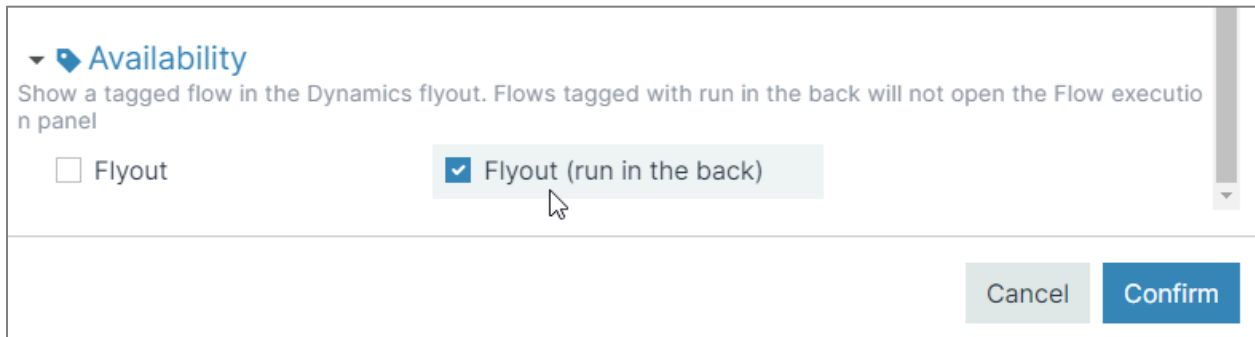 Availability
Show a tagged flow in the Dynamics flyout. Flows tagged with run in the back will not open the Flow executio
n panel
Flyout
Flyout (run in the back)
Cancel
Confirm